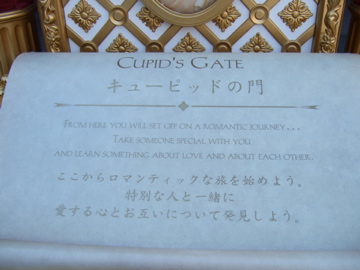 CUPID'S GATE
キューピッドの門
FROM HERE YOU WILL SET OFF ON A ROMANTIC JOURNEY...
TAKE SOMEONE SPECIAL WITH YOU
AND LEARN SOMETHING ABOUT LOVE AND ABOUT EACH OTHER.
ここからロマンティックな旅を始めよう。
特別な人と一緒に
愛する心とお互いについて発見しよう。